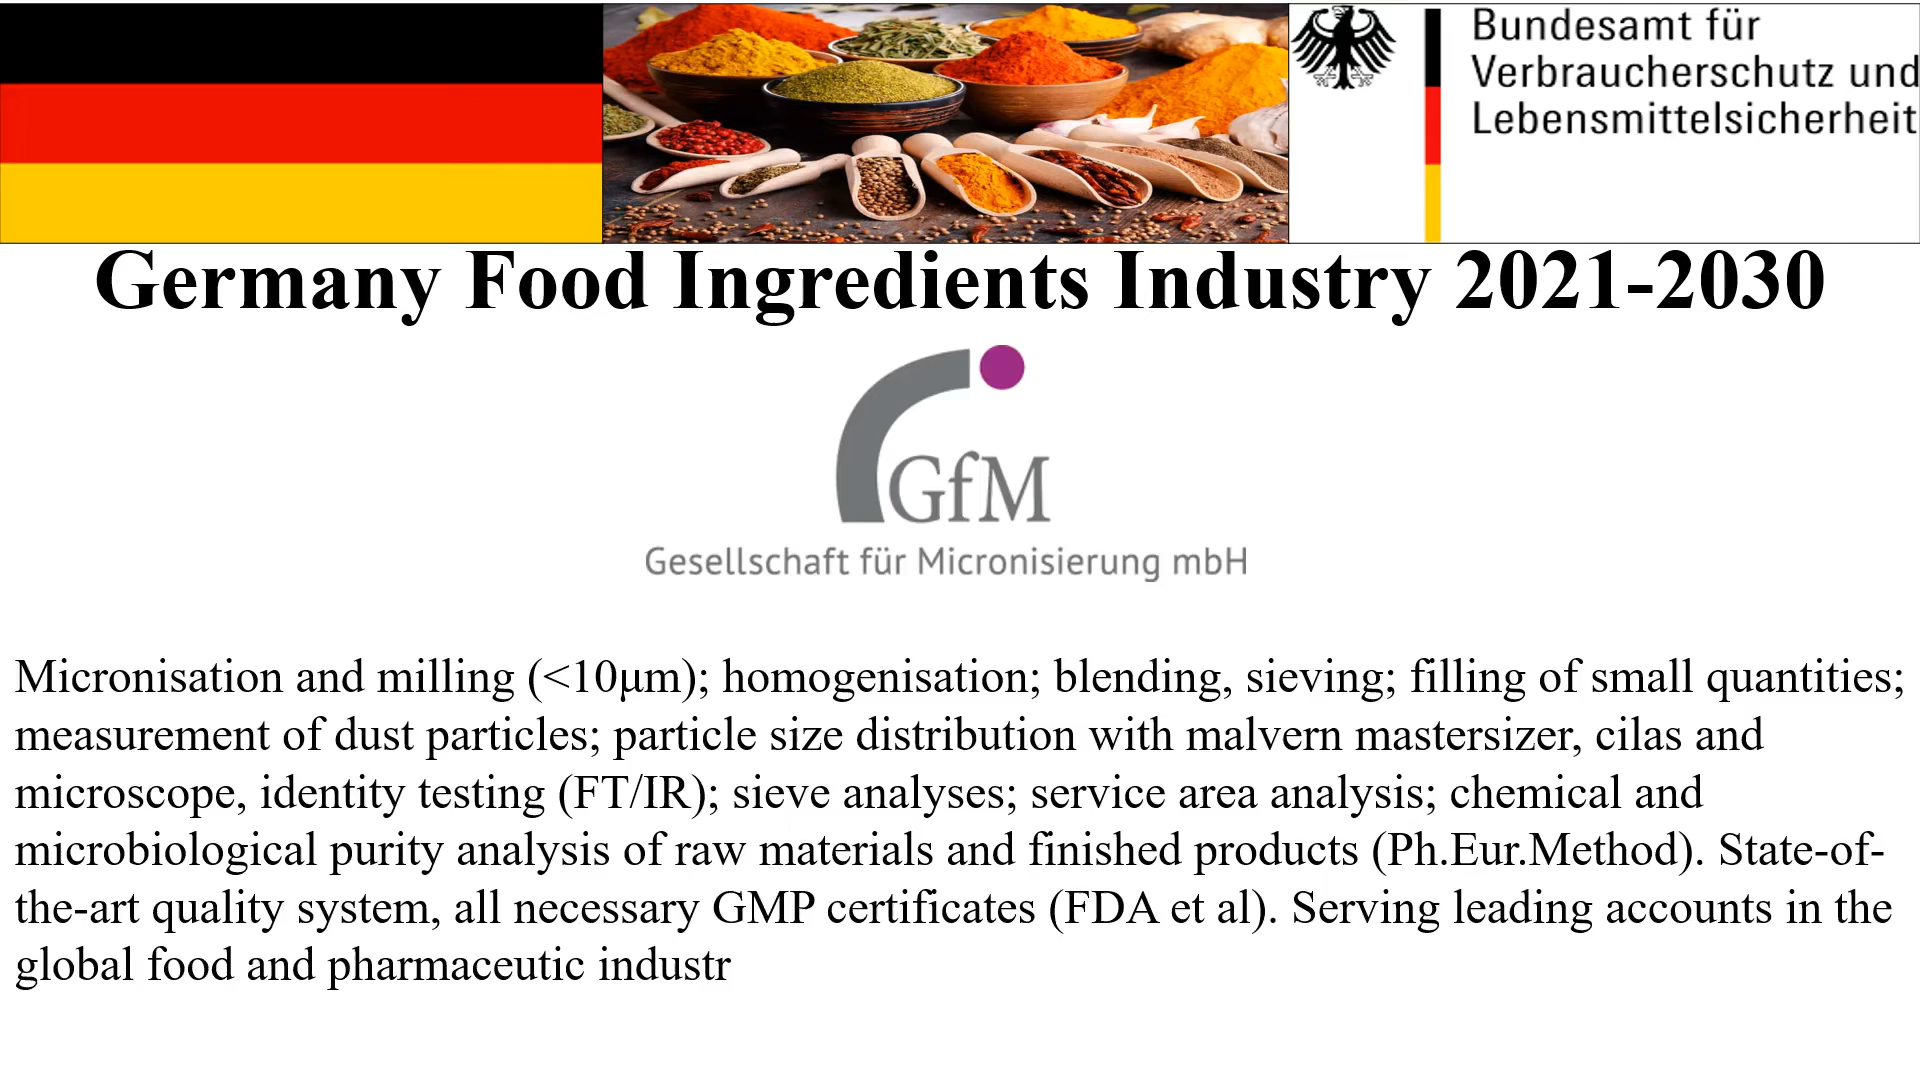 Bundesamt für
Verbraucherschutz und
Lebensmittelsicherheit
Germany Food Ingredients Industry 2021-2030
GfM
Gesellschaft für Micronisierung mbH
Micronisation and milling (<10μm); homogenisation; blending, sieving; filling of small quantities;
measurement of dust particles; particle size distribution with malvern mastersizer, cilas and
microscope, identity testing (FT/IR); sieve analyses; service area analysis; chemical and
microbiological purity analysis of raw materials and finished products (Ph.Eur.Method). State-of-
the-art quality system, all necessary GMP certificates (FDA et al). Serving leading accounts in the
global food and pharmaceutic industr